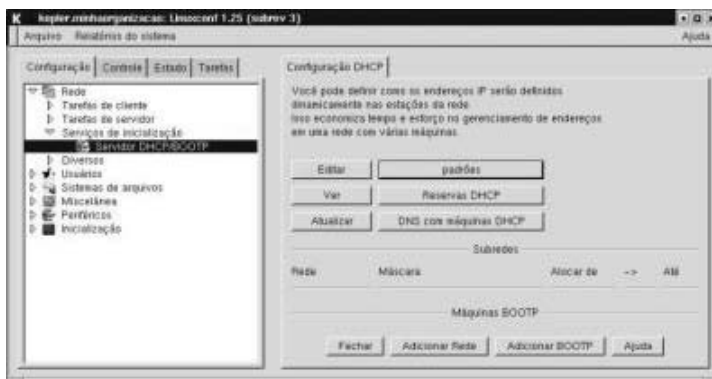 kepler.minhaorganizacao: Linuxconf 1.25 (subrev 3)
Arquivo Relatórios do sistema Ajuda
Configuração Controle Estado Tarefas
Rede
Tarefas de cliente
Tarefas de servidor
Serviços de inicialização
Servidor DHCP/BOOTP
Diversos
Usuários
Sistemas de arquivos
Miscelânea
Periféricos
Inicialização
Configuração DHCP
Você pode definir como os endereços IP serão definidos
dinamicamente nas estações da rede.
Isso economiza tempo e esforço no gerenciamento de endereços
em uma rede com várias máquinas.
Editar padrões
Ver Reservas DHCP
Atualizar DNS com máquinas DHCP
Subredes
Rede Máscara Alocar de -> Até
Máquinas BOOTP
Fechar Adicionar Rede Adicionar BOOTP Ajuda